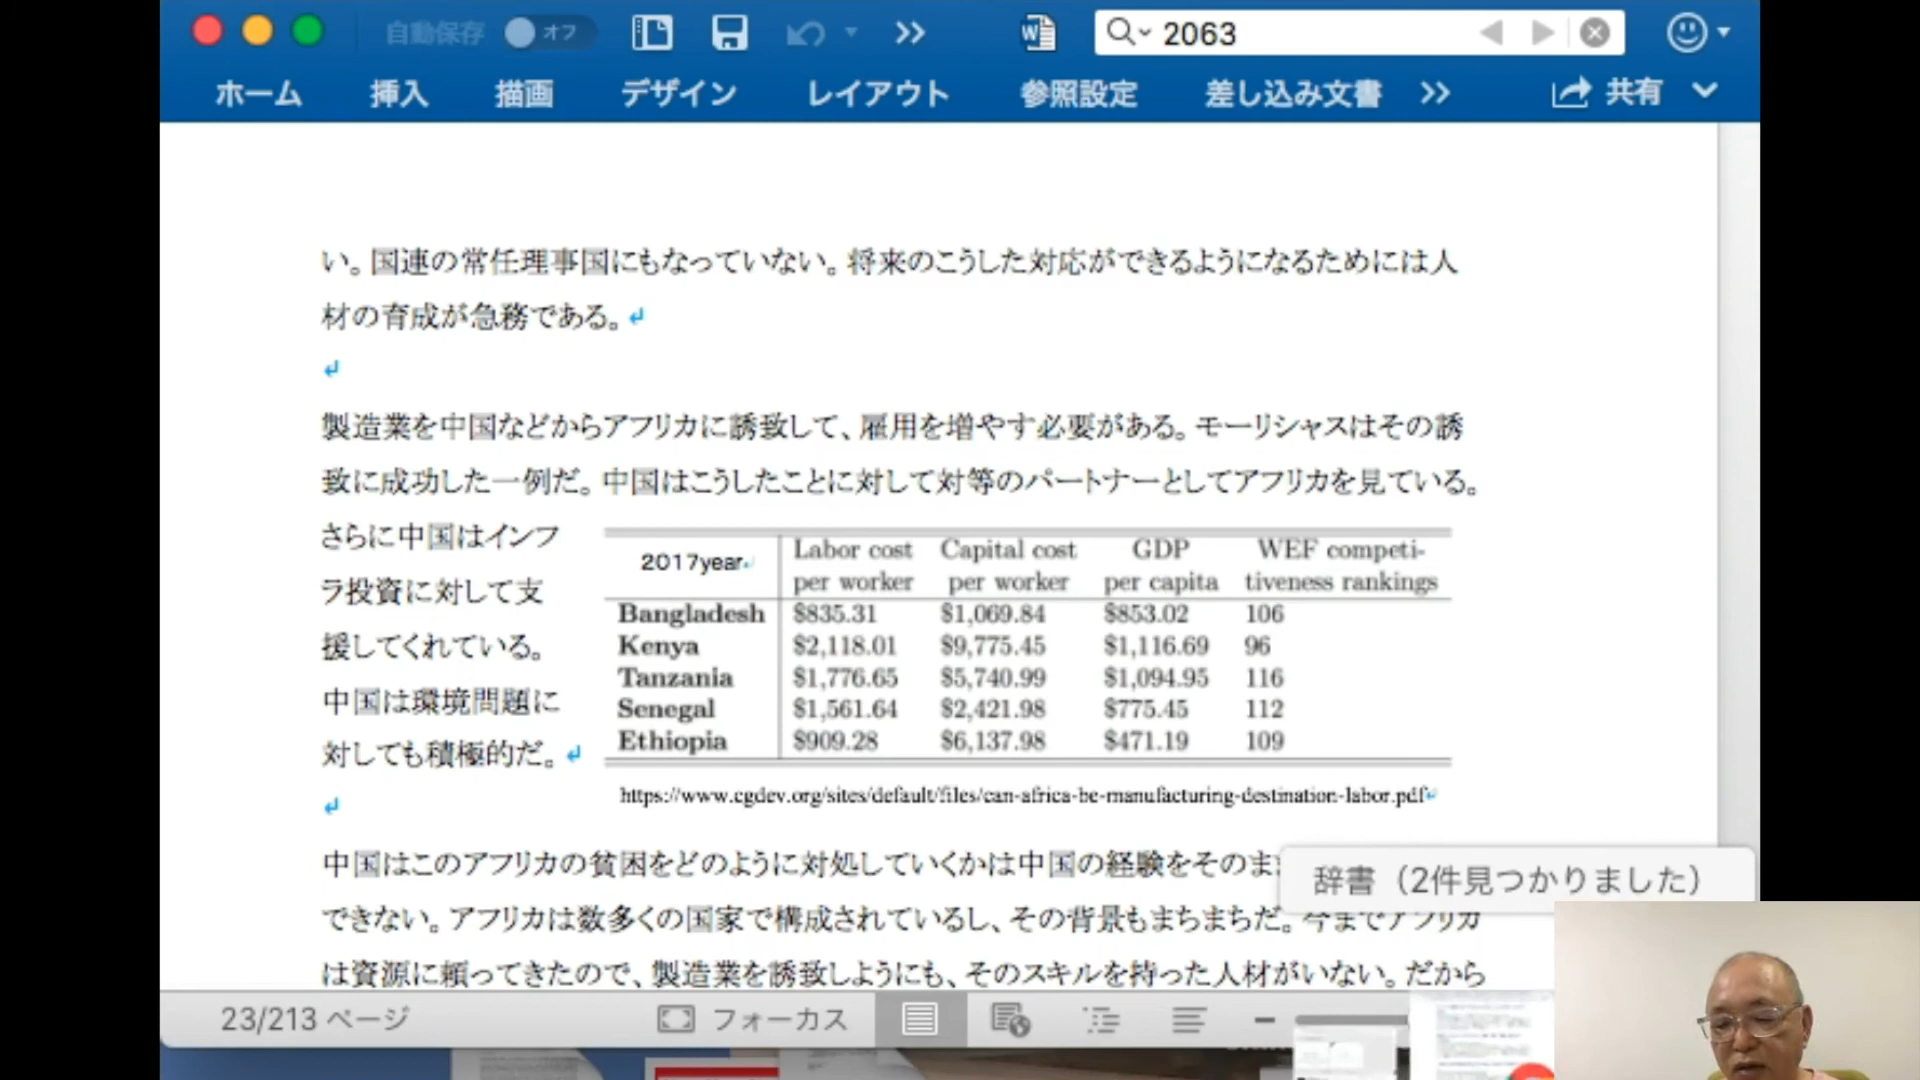 自動保存 オフ
2063
ホーム 挿入 描画 デザイン レイアウト 参照設定 差し込み文書 共有
い。国連の常任理事国にもなっていない。将来のこうした対応ができるようになるためには人
材の育成が急務である。
製造業を中国などからアフリカに誘致して、雇用を増やす必要がある。モーリシャスはその誘
致に成功した一例だ。中国はこうしたことに対して対等のパートナーとしてアフリカを見ている。
さらに中国はインフ
ラ投資に対して支
援してくれている。
中国は環境問題に
対しても積極的だ。
2017year Labor cost per worker Capital cost per worker GDP per capita WEF competi-tiveness rankings
Bangladesh $835.31 $1,069.84 $853.02 106
Kenya $2,118.01 $9,775.45 $1,116.69 96
Tanzania $1,776.65 $5,740.99 $1,094.95 116
Senegal $1,561.64 $2,421.98 $775.45 112
Ethiopia $909.28 $6,137.98 $471.19 109
https://www.cgdev.org/sites/default/files/can-africa-be-manufacturing-destination-labor.pdf
中国はこのアフリカの貧困をどのように対処していくかは中国の経験をそのまま
辞書（2件見つかりました）
できない。アフリカは数多くの国家で構成されているし、その背景もまちまちだ。今までアフリカ
は資源に頼ってきたので、製造業を誘致しようにも、そのスキルを持った人材がいない。だから
23/213 ページ フォーカス